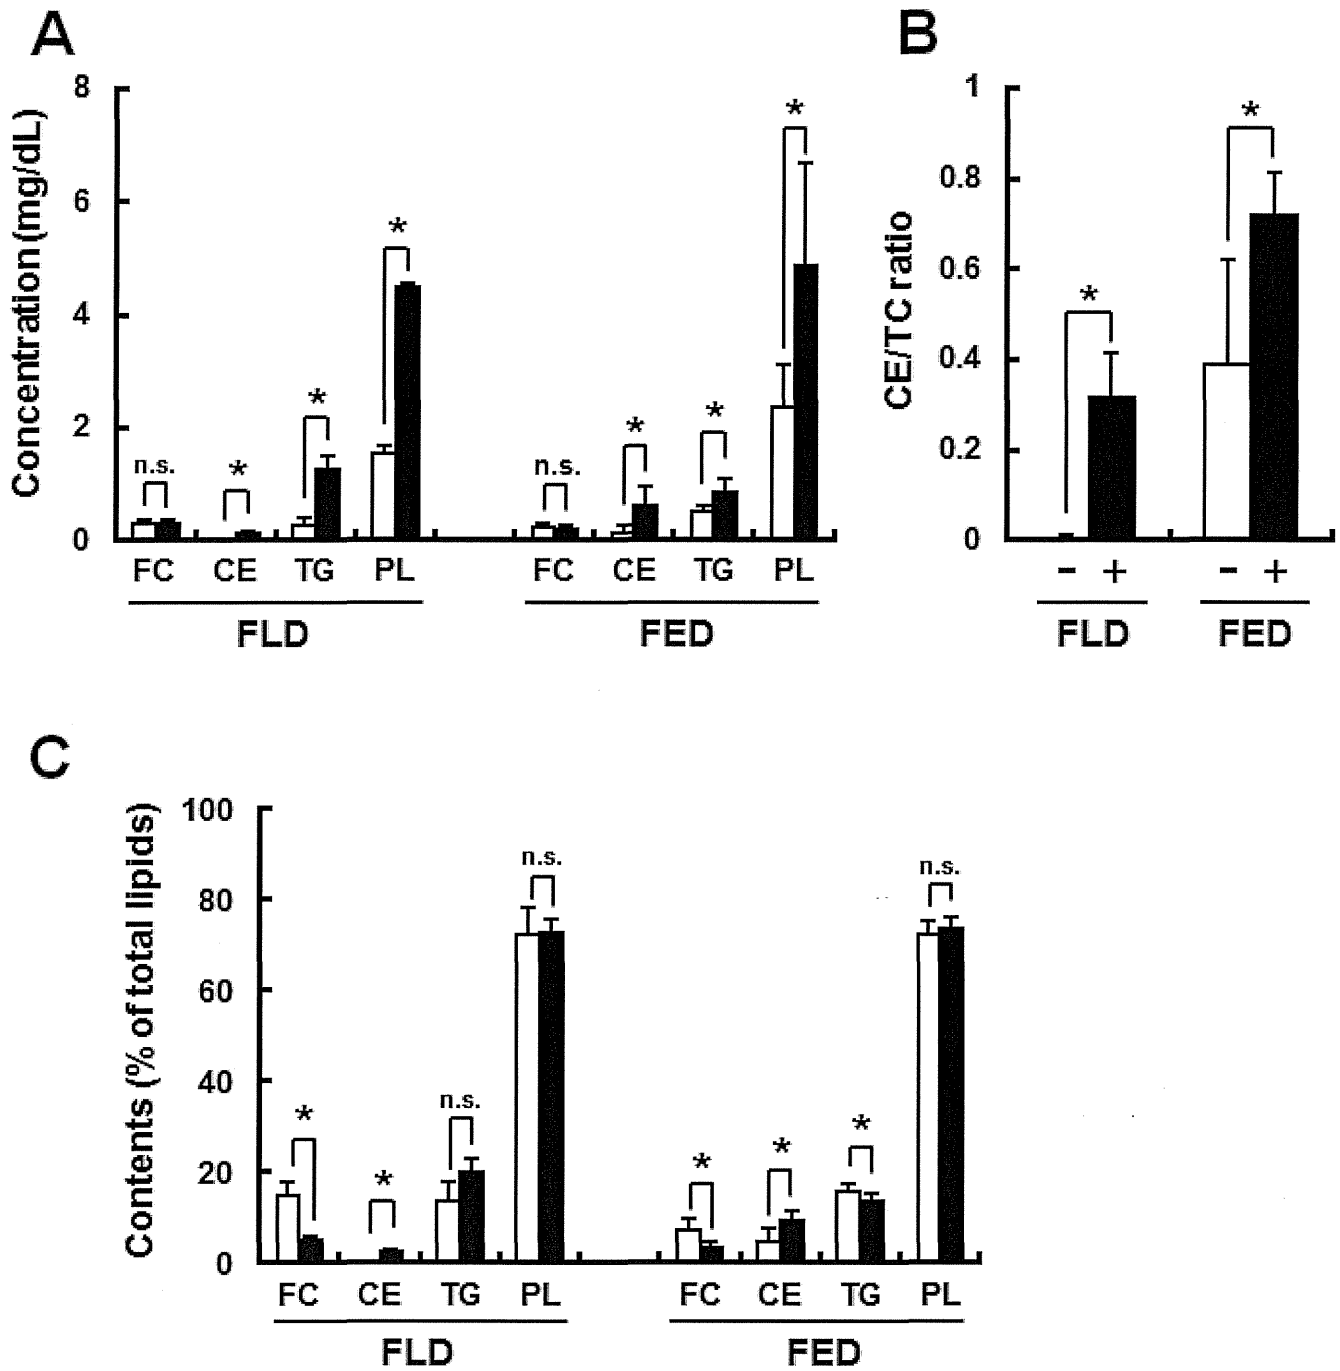 A
Concentration (mg/dL)
8
6
4
2
0
n.s.
*
*
*
n.s.
*
*
*
FC CE TG PL
FC CE TG PL
FLD
FED
B
CE/TC ratio
1
0.8
0.6
0.4
0.2
0
*
*
- +
- +
FLD
FED
C
Contents (% of total lipids)
100
80
60
40
20
0
*
*
n.s.
n.s.
*
*
*
n.s.
FC CE TG PL
FC CE TG PL
FLD
FED